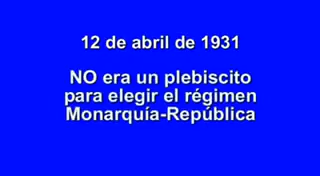 12 de abril de 1931
NO era un plebiscito
para elegir el régimen
Monarquía-República